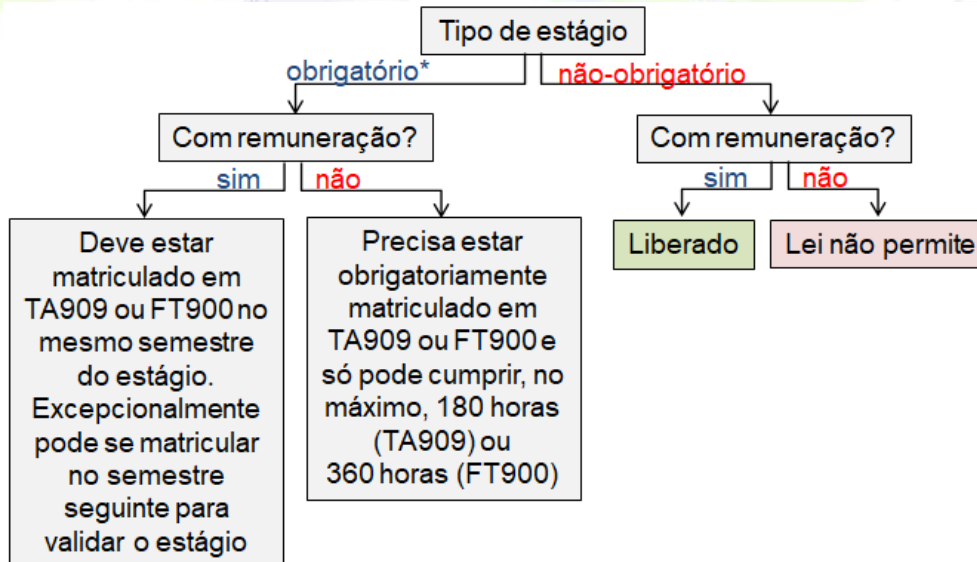 Tipo de estágio
obrigatório*
não-obrigatório
Com remuneração?
sim
não
Deve estar
matriculado em
TA909 ou FT900 no
mesmo semestre
do estágio.
Excepcionalmente
pode se matricular
no semestre
seguinte para
validar o estágio
Precisa estar
obrigatoriamente
matriculado em
TA909 ou FT900 e
só pode cumprir, no
máximo, 180 horas
(TA909) ou
360 horas (FT900)
Com remuneração?
sim
não
Liberado
Lei não permite